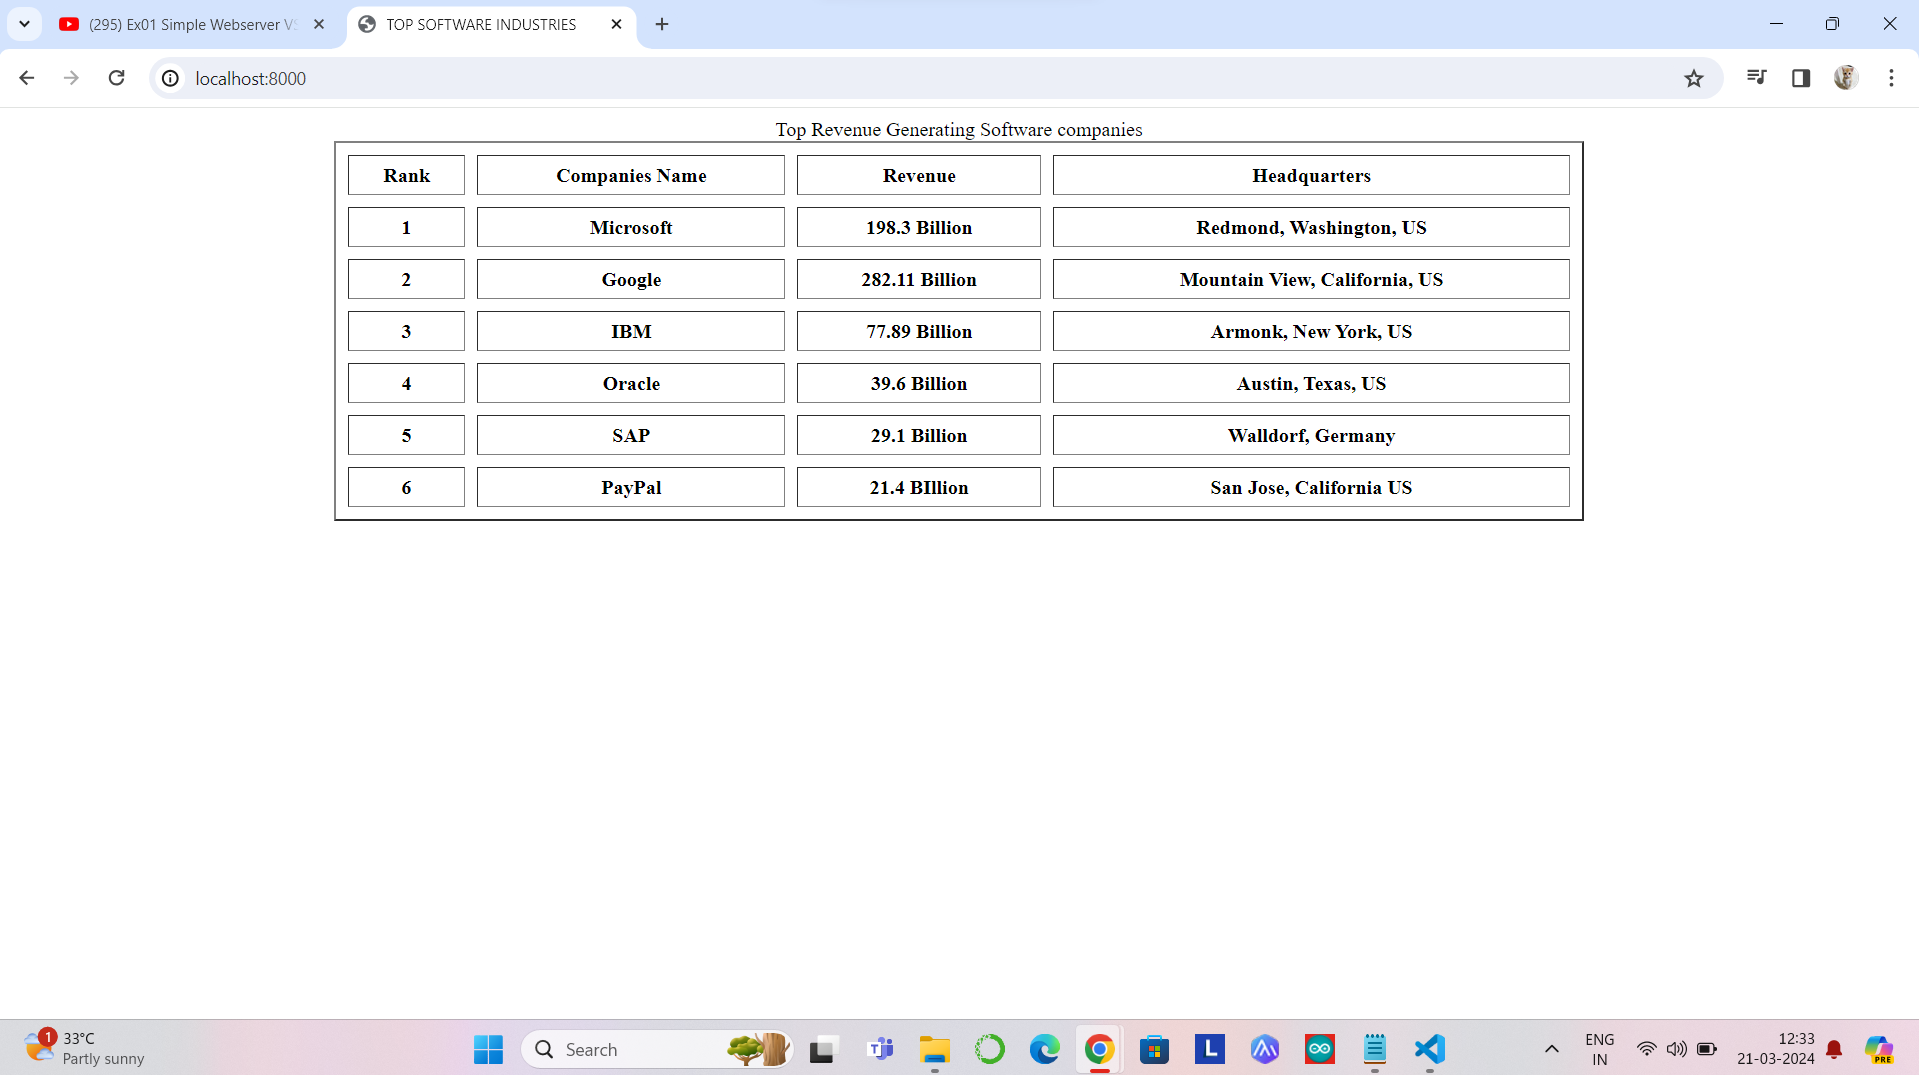 (295) Ex01 Simple Webserver VS
TOP SOFTWARE INDUSTRIES
localhost:8000
Top Revenue Generating Software companies
Rank Companies Name Revenue Headquarters
1 Microsoft 198.3 Billion Redmond, Washington, US
2 Google 282.11 Billion Mountain View, California, US
3 IBM 77.89 Billion Armonk, New York, US
4 Oracle 39.6 Billion Austin, Texas, US
5 SAP 29.1 Billion Walldorf, Germany
6 PayPal 21.4 BIllion San Jose, California US
1
33°C
Partly sunny
Search
L
ENG
IN
12:33
21-03-2024
PRE